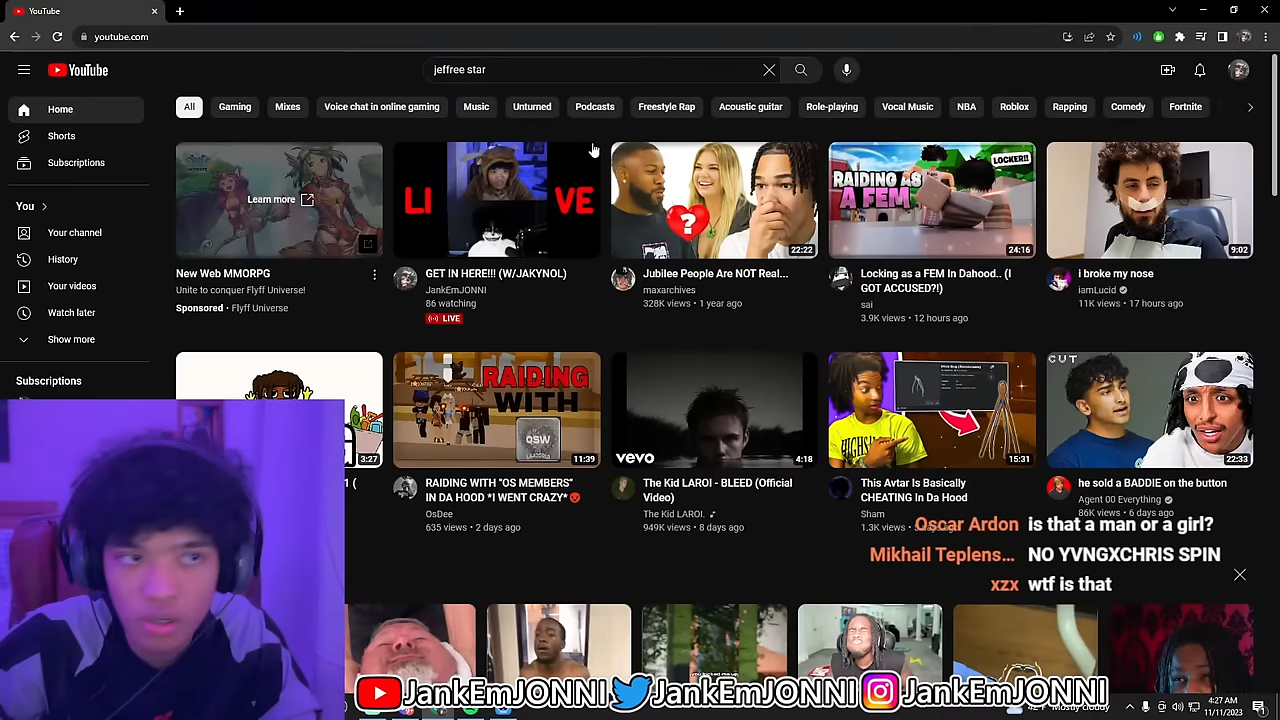 YouTube
youtube.com
YouTube
jeffree star
Home
Shorts
Subscriptions
You
Your channel
History
Your videos
Watch later
Show more
Subscriptions
All
Gaming
Mixes
Voice chat in online gaming
Music
Unturned
Podcasts
Freestyle Rap
Acoustic guitar
Role-playing
Vocal Music
NBA
Roblox
Rapping
Comedy
Fortnite
Learn more
New Web MMORPG
Unite to conquer Flyff Universe!
Sponsored · Flyff Universe
LI VE
GET IN HERE!!! (W/JAKYNOL)
JankEmJONNI
86 watching
LIVE
?
22:22
Jubilee People Are NOT Real...
maxarchives
328K views · 1 year ago
LOCKER!!
RAIDING AS
A FEM
24:16
Locking as a FEM In Dahood.. (I
GOT ACCUSED?!)
sai
3.9K views · 12 hours ago
9:02
i broke my nose
iamLucid
11K views · 17 hours ago
3:27
RAIDING
WITH
OSW
11:39
RAIDING WITH "OS MEMBERS"
IN DA HOOD *I WENT CRAZY*
OsDee
635 views · 2 days ago
vevo
4:18
The Kid LAROI - BLEED (Official
Video)
The Kid LAROI.
949K views · 8 days ago
15:31
This Avtar Is Basically
CHEATING In Da Hood
Sham
1.3K views
CUT
22:33
he sold a BADDIE on the button
Agent 00 Everything
86K views · 6 days ago
Oscar Ardon is that a man or a girl?
Mikhail Teplens... NO YVNGXCHRIS SPIN
xzx wtf is that
JankEmJONNI JankEmJONNI JankEmJONNI
Mostly cloudy
4:27 AM
11/11/2023